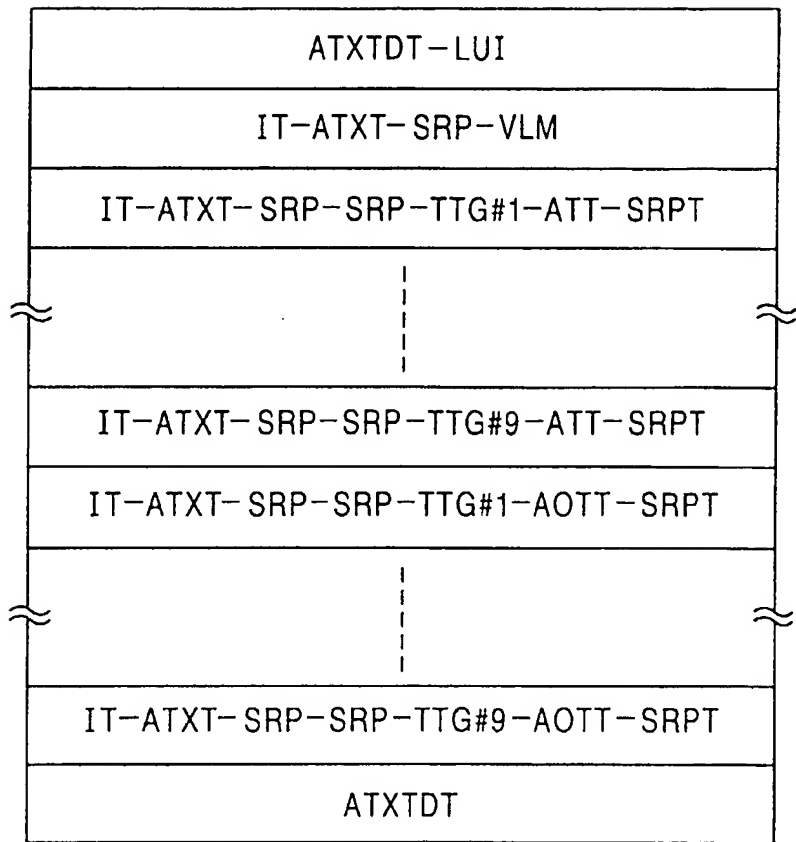 ATXTDT-LUI
IT-ATXT-SRP-VLM
IT-ATXT-SRP-SRP-TTG#1-ATT-SRPT
IT-ATXT-SRP-SRP-TTG#9-ATT-SRPT
IT-ATXT-SRP-SRP-TTG#1-AOTT-SRPT
IT-ATXT-SRP-SRP-TTG#9-AOTT-SRPT
ATXTDT